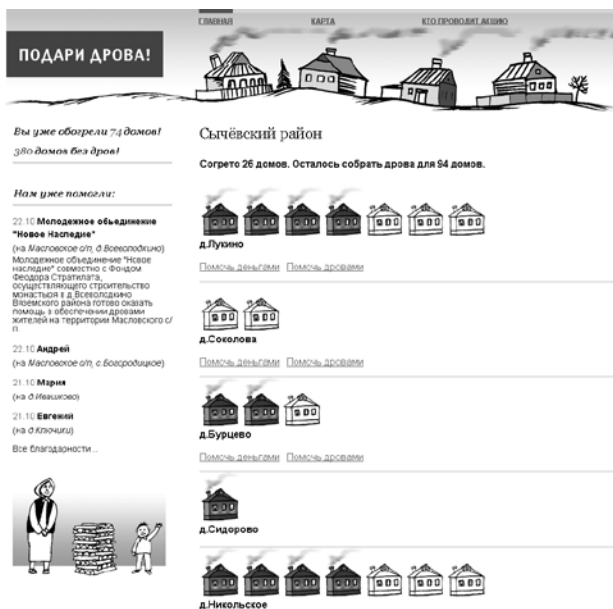 ГЛАВНАЯ КАРТА КТО ПРОВОДИТ АКЦИЮ
ПОДАРИ ДРОВА!
Вы уже обогрели 74 домов!
380 домов без дров!
Нам уже помогли:
22.10 Молодежное обьединение
"Новое Наследие"
(на Масловское с/п, д.Всеволодкино)
Молодежное объединение "Новое
наследие" совместно с Фондом
Феодора Стратилата,
осуществляющего строительство
монастыря в д.Всеволодкино
Вяземского района готово оказать
помощь в обеспечении дровами
жителей на территории Масловского с/
п.
22.10 Андрей
(на Масловское с/п, с.Богородицкое)
21.10 Мария
(на д.Ивашково)
21.10 Евгений
(на д.Ключики)
Все благодарности...
Сычёвский район
Согрето 26 домов. Осталось собрать дрова для 94 домов.
д.Лукино
Помочь деньгами Помочь дровами
д.Соколова
Помочь деньгами Помочь дровами
д.Бурцево
Помочь деньгами Помочь дровами
д.Сидорово
д.Никольское